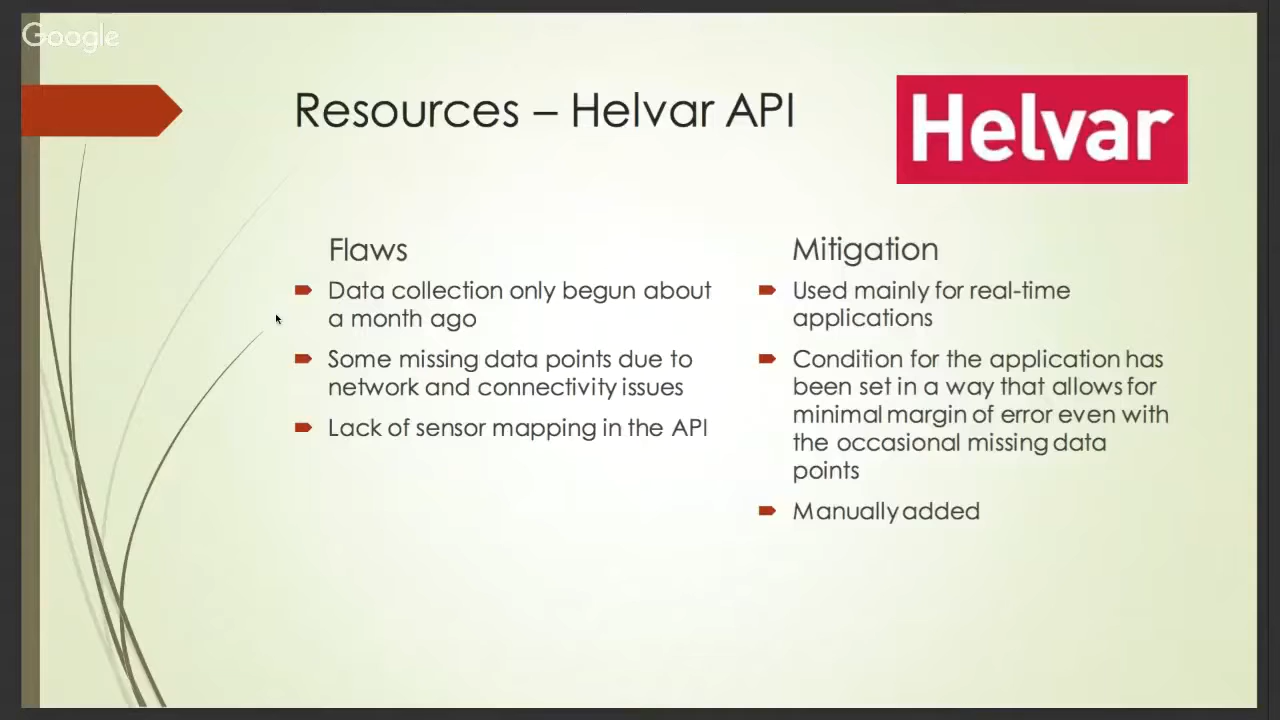 Google
Resources – Helvar API
Helvar
Flaws
Data collection only begun about
a month ago
Some missing data points due to
network and connectivity issues
Lack of sensor mapping in the API
Mitigation
Used mainly for real-time
applications
Condition for the application has
been set in a way that allows for
minimal margin of error even with
the occasional missing data
points
Manually added